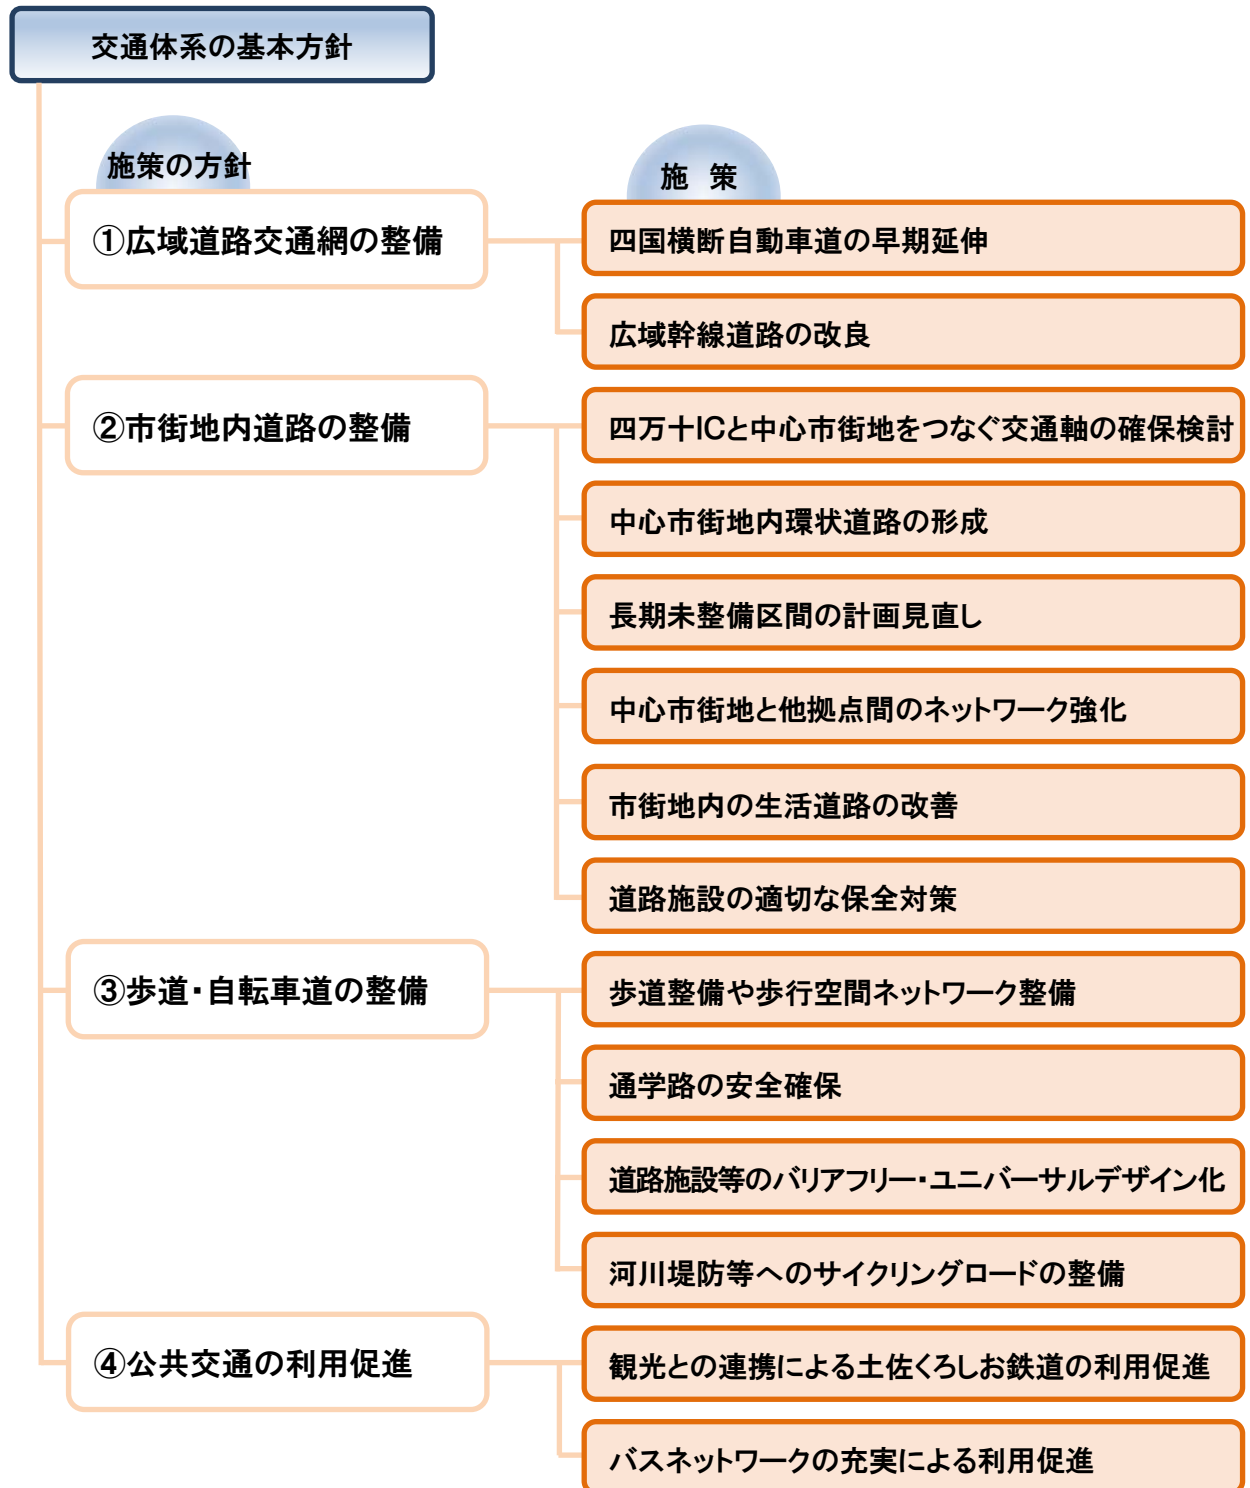 交通体系の基本方針
施策の方針
施 策
①広域道路交通網の整備
四国横断自動車道の早期延伸
広域幹線道路の改良
②市街地内道路の整備
四万十ICと中心市街地をつなぐ交通軸の確保検討
中心市街地内環状道路の形成
長期未整備区間の計画見直し
中心市街地と他拠点間のネットワーク強化
市街地内の生活道路の改善
道路施設の適切な保全対策
③歩道・自転車道の整備
歩道整備や歩行空間ネットワーク整備
通学路の安全確保
道路施設等のバリアフリー・ユニバーサルデザイン化
河川堤防等へのサイクリングロードの整備
④公共交通の利用促進
観光との連携による土佐くろしお鉄道の利用促進
バスネットワークの充実による利用促進